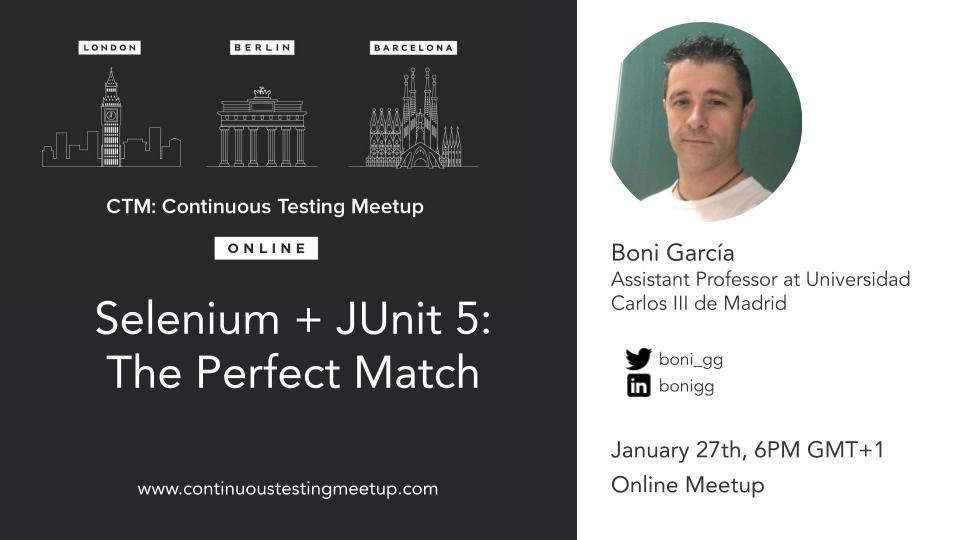 LONDON
BERLIN
BARCELONA
CTM: Continuous Testing Meetup
ONLINE
Selenium + JUnit 5:
The Perfect Match
www.continuoustestingmeetup.com
Boni García
Assistant Professor at Universidad
Carlos III de Madrid
boni_gg
in
bonigg
January 27th, 6PM GMT+1
Online Meetup